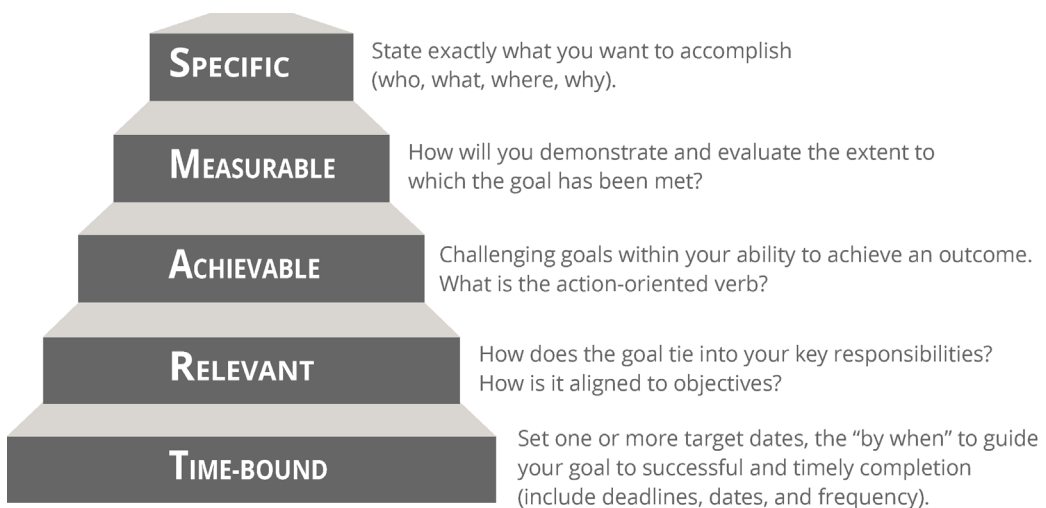 SPECIFIC
State exactly what you want to accomplish
(who, what, where, why).
MEASURABLE
How will you demonstrate and evaluate the extent to
which the goal has been met?
ACHIEVABLE
Challenging goals within your ability to achieve an outcome.
What is the action-oriented verb?
RELEVANT
How does the goal tie into your key responsibilities?
How is it aligned to objectives?
TIME-BOUND
Set one or more target dates, the “by when” to guide
your goal to successful and timely completion
(include deadlines, dates, and frequency).